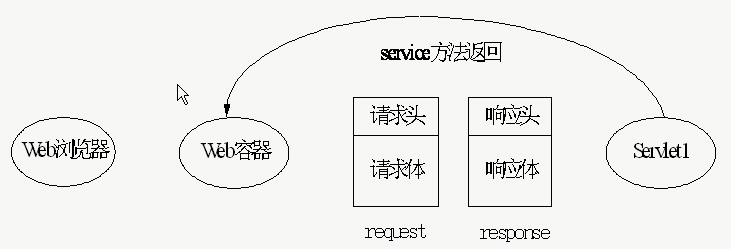 service方法返回
请求头
响应头
Web浏览器
Web容器
请求体
响应体
Servlet1
request
response